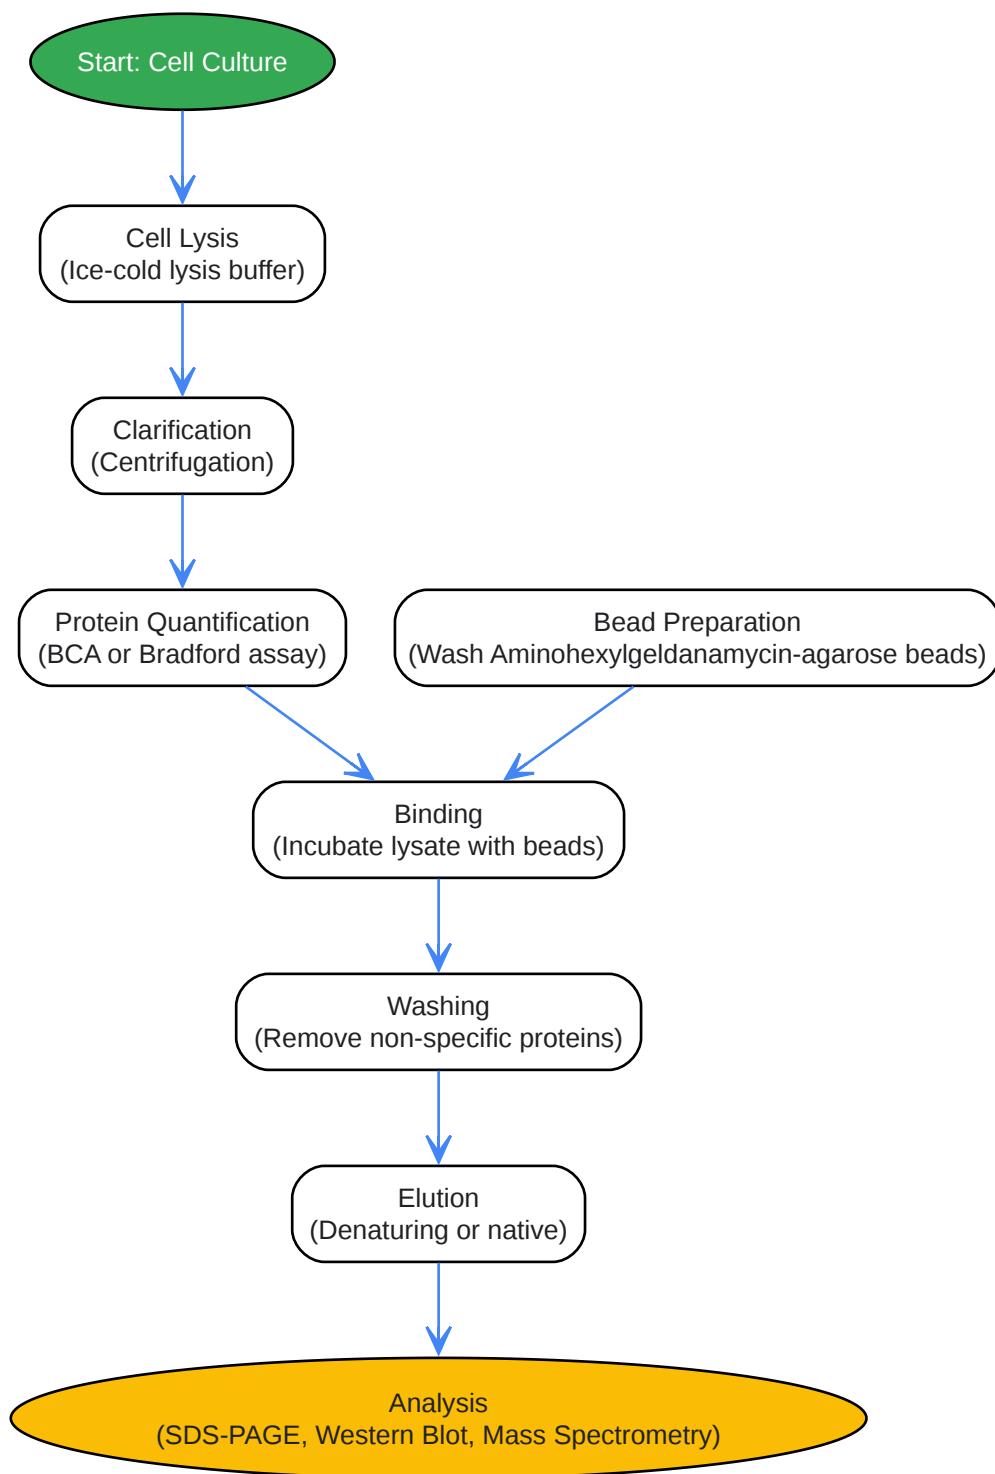 Start: Cell Culture
Cell Lysis
(Ice-cold lysis buffer)
Clarification
(Centrifugation)
Protein Quantification
(BCA or Bradford assay)
Bead Preparation
(Wash Aminohexylgeldanamycin-agarose beads)
Binding
(Incubate lysate with beads)
Washing
(Remove non-specific proteins)
Elution
(Denaturing or native)
Analysis
(SDS-PAGE, Western Blot, Mass Spectrometry)